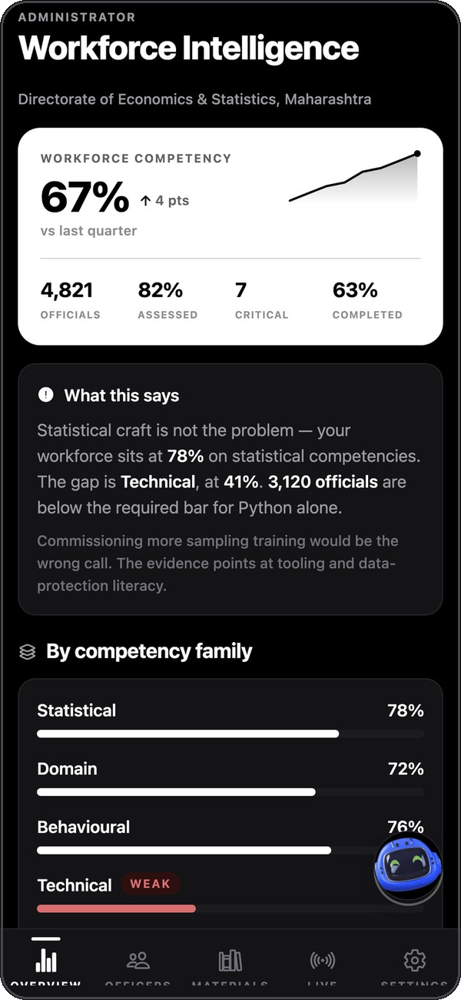 ADMINISTRATOR
Workforce Intelligence
Directorate of Economics & Statistics, Maharashtra
WORKFORCE COMPETENCY
67% ↑ 4 pts
vs last quarter
4,821 82% 7 63%
OFFICIALS ASSESSED CRITICAL COMPLETED
What this says
Statistical craft is not the problem — your
workforce sits at 78% on statistical competencies.
The gap is Technical, at 41%. 3,120 officials are
below the required bar for Python alone.
Commissioning more sampling training would be the
wrong call. The evidence points at tooling and data-
protection literacy.
By competency family
Statistical 78%
Domain 72%
Behavioural 76%
Technical WEAK
OVERVIEW OFFICERS MATERIALS LIVE SETTINGS